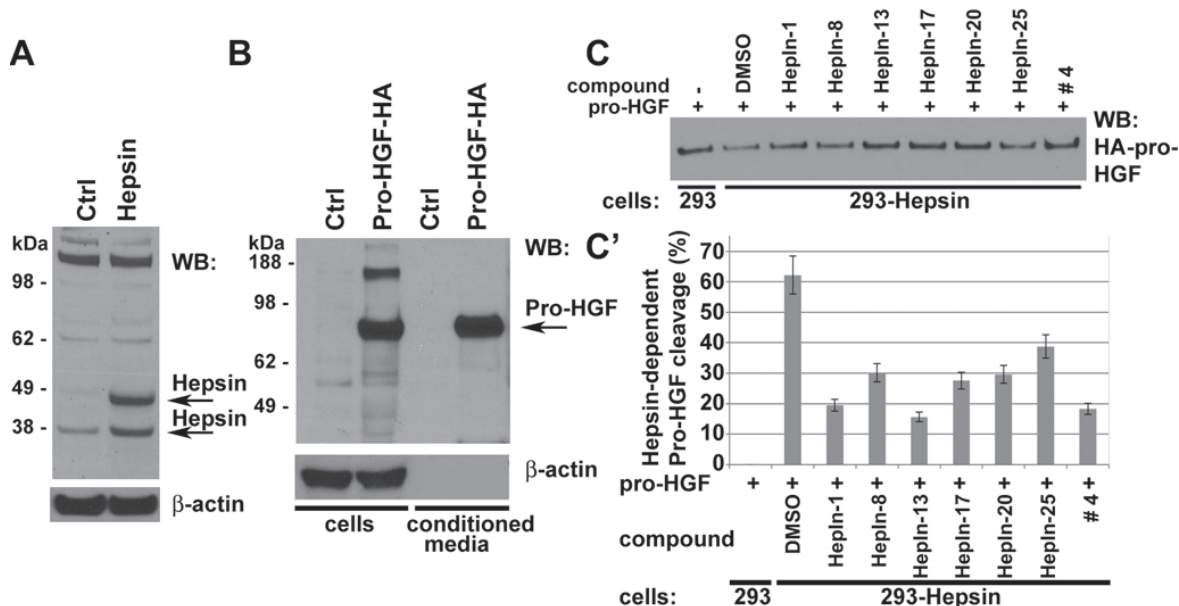 A
Ctrl
Hepsin
kDa
98 -
62 -
49 -
38 -
WB:
Hepsin
Hepsin
β-actin
B
Ctrl
Pro-HGF-HA
Ctrl
Pro-HGF-HA
kDa
188 -
98 -
62 -
49 -
WB:
Pro-HGF
β-actin
cells
conditioned
media
C
compound - DMSO HepIn-1 HepIn-8 HepIn-13 HepIn-17 HepIn-20 HepIn-25 # 4
pro-HGF + + + + + + + + +
WB:
HA-pro-
HGF
cells: 293 293-Hepsin
C'
Hepsin-dependent
Pro-HGF cleavage (%)
70
60
50
40
30
20
10
0
pro-HGF + + + + + + + + +
compound DMSO HepIn-1 HepIn-8 HepIn-13 HepIn-17 HepIn-20 HepIn-25 # 4
cells: 293 293-Hepsin